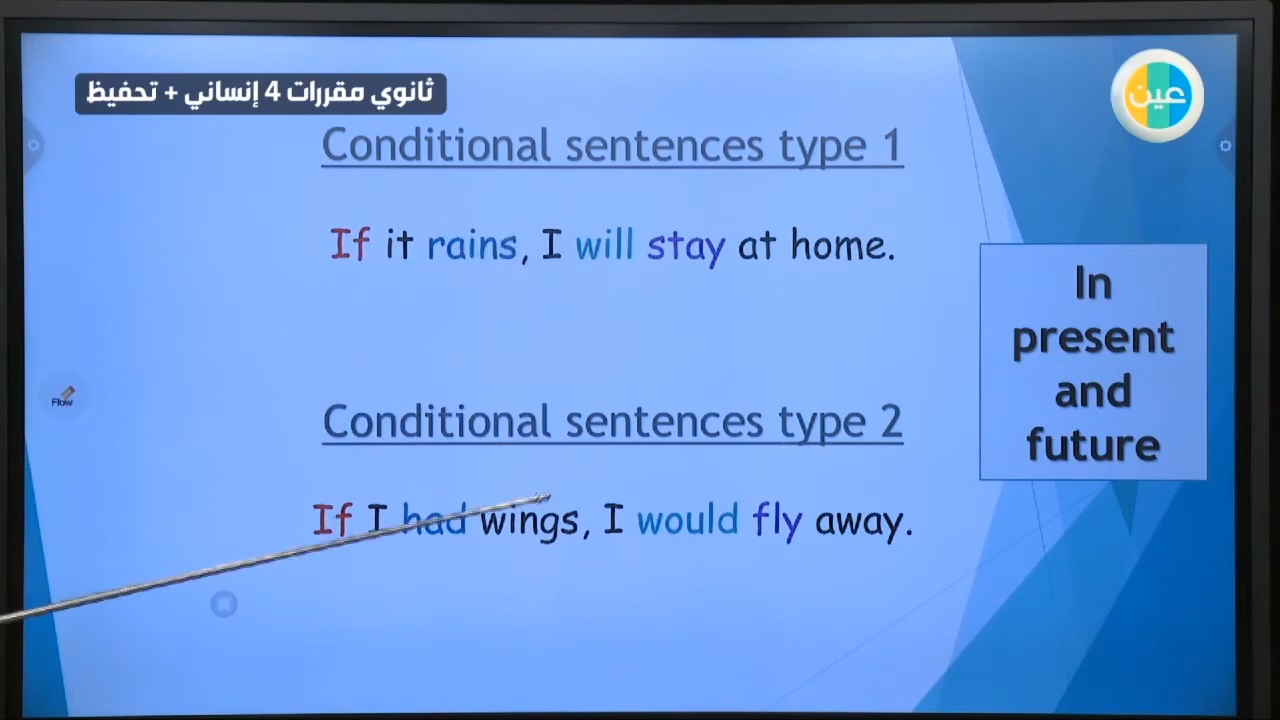 ثانوي مقررات 4 إنساني + تحفيظ
عين
Conditional sentences type 1
If it rains, I will stay at home.
In
present
and
future
Conditional sentences type 2
If I had wings, I would fly away.
Flow